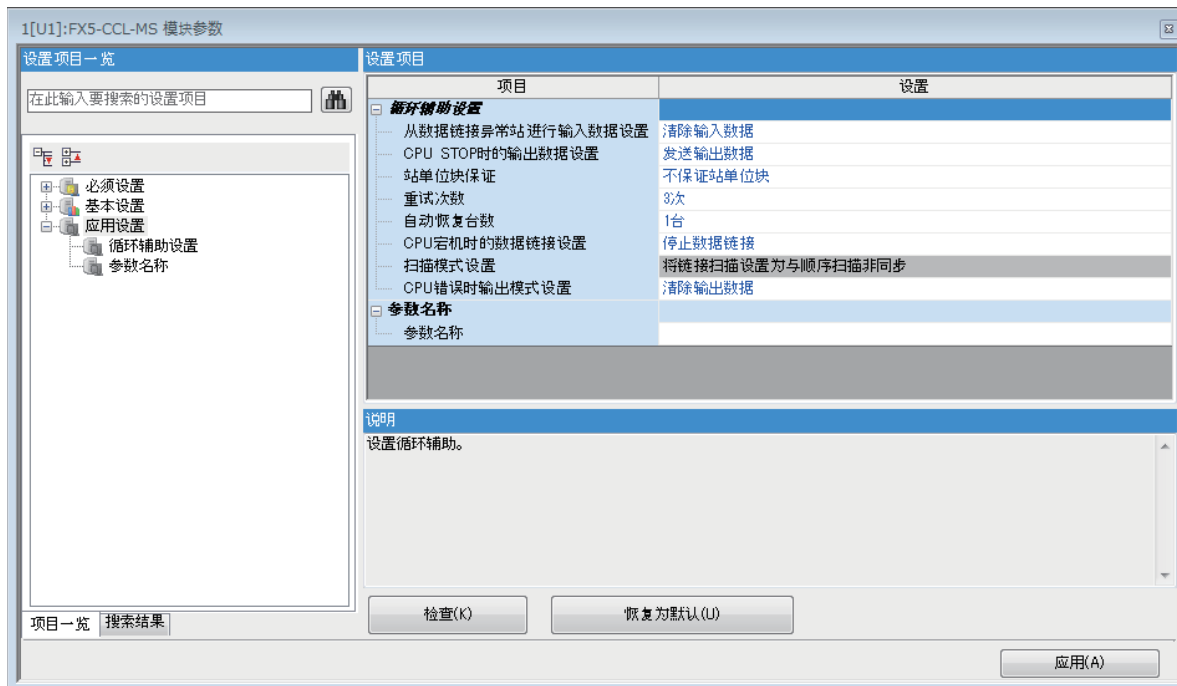 1[U1]:FX5-CCL-MS 模块参数
设置项目一览
在此输入要搜索的设置项目
必须设置
基本设置
应用设置
循环辅助设置
参数名称
项目一览
搜索结果
设置项目
项目 设置
循环辅助设置
从数据链接异常站进行输入数据设置 清除输入数据
CPU STOP时的输出数据设置 发送输出数据
站单位块保证 不保证站单位块
重试次数 3次
自动恢复台数 1台
CPU宕机时的数据链接设置 停止数据链接
扫描模式设置 将链接扫描设置为与顺序扫描非同步
CPU错误时输出模式设置 清除输出数据
参数名称
参数名称
说明
设置循环辅助。
检查(K)
恢复为默认(U)
应用(A)